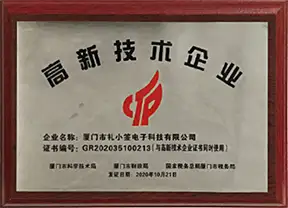 高新技术企业
企业名称：厦门市礼小签电子科技有限公司
证书编号：GR202035100213(与高新技术企业证书同时使用)
厦门市科学技术局 厦门市财政局 国家税务总局厦门市税务局
发证日期：2020年10月21日